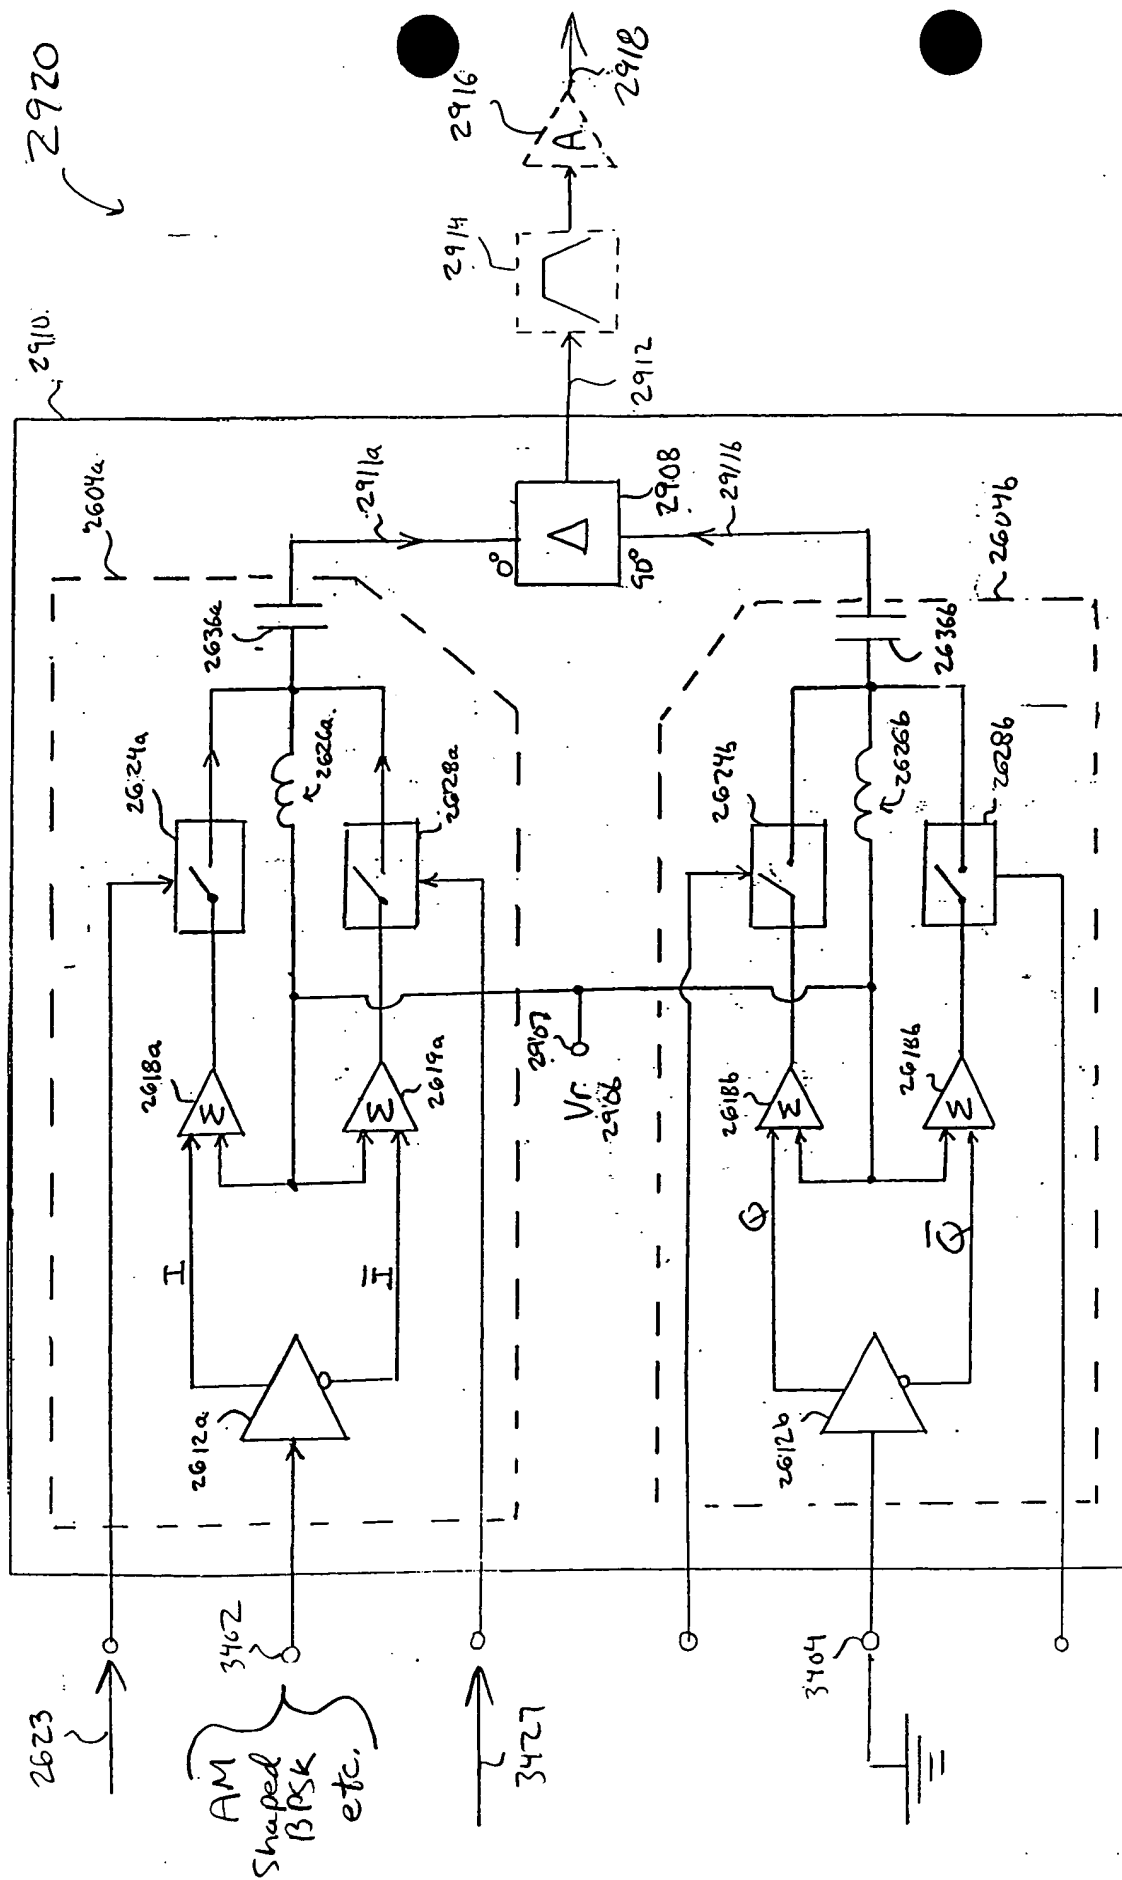 2920
2910
2604a
2623
2624a
2618a
I
2612a
2636a
2626a
2911a
3402
AM
Shaped
BPSK
etc.
I̅
2619a
2628a
3427
0°
Δ
90°
2908
2912
2914
2916
A
2918
2907
Vr
2906
2911b
2604b
2624b
2618b
Q
2612b
2636b
2626b
3404
Q̅
2618b
2628b
Σ
Σ
Σ
Σ